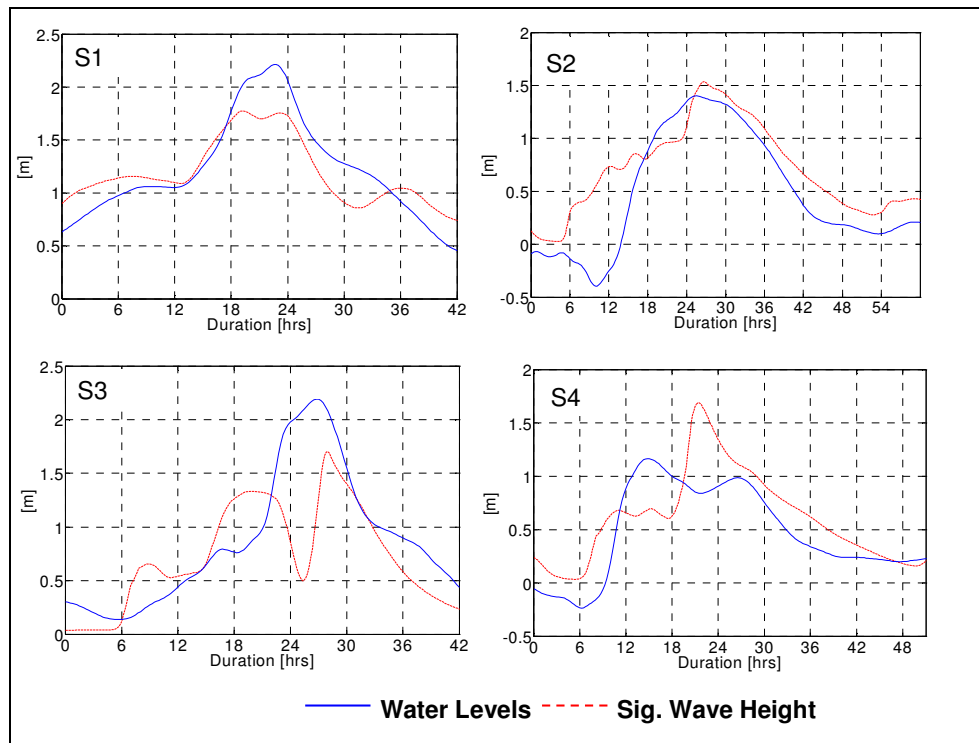 S1
[m]
2.5
2
1.5
1
0.5
0
0 6 12 18 24 30 36 42
Duration [hrs]
S2
[m]
2
1.5
1
0.5
0
-0.5
0 6 12 18 24 30 36 42 48 54
Duration [hrs]
S3
[m]
2.5
2
1.5
1
0.5
0
0 6 12 18 24 30 36 42
Duration [hrs]
S4
[m]
2
1.5
1
0.5
0
-0.5
0 6 12 18 24 30 36 42 48
Duration [hrs]
Water Levels Sig. Wave Height